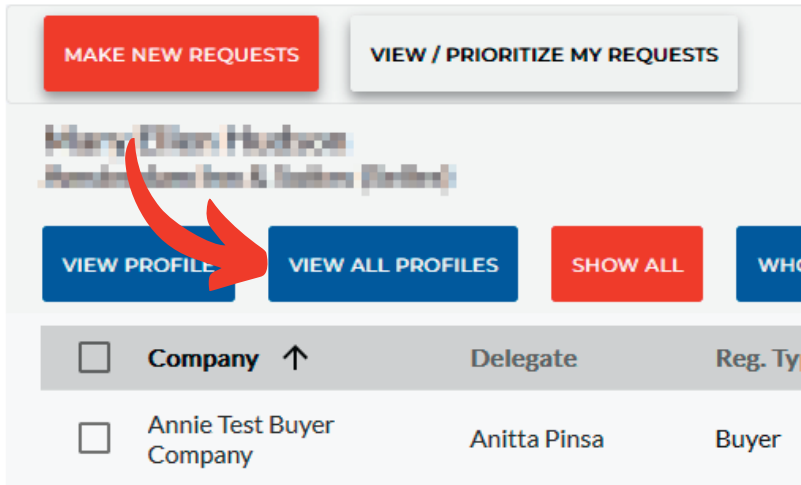 MAKE NEW REQUESTS
VIEW / PRIORITIZE MY REQUESTS
VIEW PROFILE
VIEW ALL PROFILES
SHOW ALL
Company
Delegate
Reg.
Annie Test Buyer
Company
Anitta Pinsa
Buyer